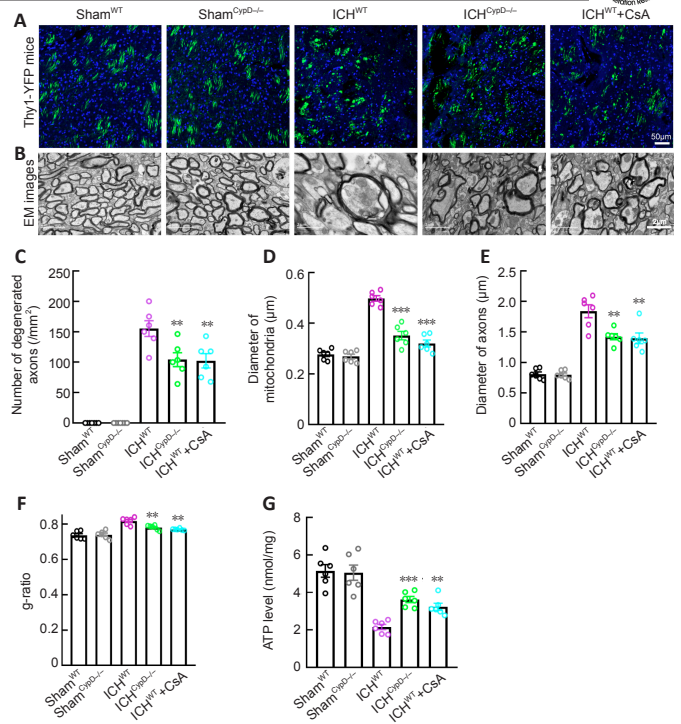 A
Sham^WT
Sham^CypD–/–
ICH^WT
ICH^CypD–/–
ICH^WT+CsA
Thy1-YFP mice
50µm
B
EM images
2µm
C
Number of degenerated
axons (/mm²)
250
200
150
100
50
0
**
**
Sham^WT
Sham^CypD–/–
ICH^WT
ICH^CypD–/–
ICH^WT+CsA
D
Diameter of
mitochondria (µm)
0.6
0.4
0.2
0
***
***
Sham^WT
Sham^CypD–/–
ICH^WT
ICH^CypD–/–
ICH^WT+CsA
E
Diameter of axons (µm)
2.5
2.0
1.5
1.0
0.5
0
**
**
Sham^WT
Sham^CypD–/–
ICH^WT
ICH^CypD–/–
ICH^WT+CsA
F
g-ratio
0.8
0.6
0.4
0.2
0
**
**
Sham^WT
Sham^CypD–/–
ICH^WT
ICH^CypD–/–
ICH^WT+CsA
G
ATP level (nmol/mg)
8
6
4
2
0
***
**
Sham^WT
Sham^CypD–/–
ICH^WT
ICH^CypD–/–
ICH^WT+CsA